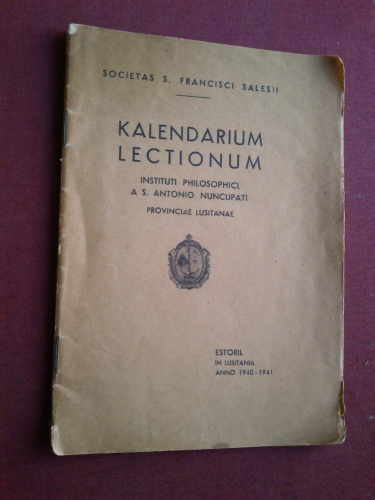 SOCIETAS S. FRANCISCI SALESII
KALENDARIUM
LECTIONUM
INSTITUTI PHILOSOPHICI,
A S. ANTONIO NUNCUPATI
PROVINCIAE LUSITANAE
ESTORIL
IN LUSITANIA
ANNO 1940-1941